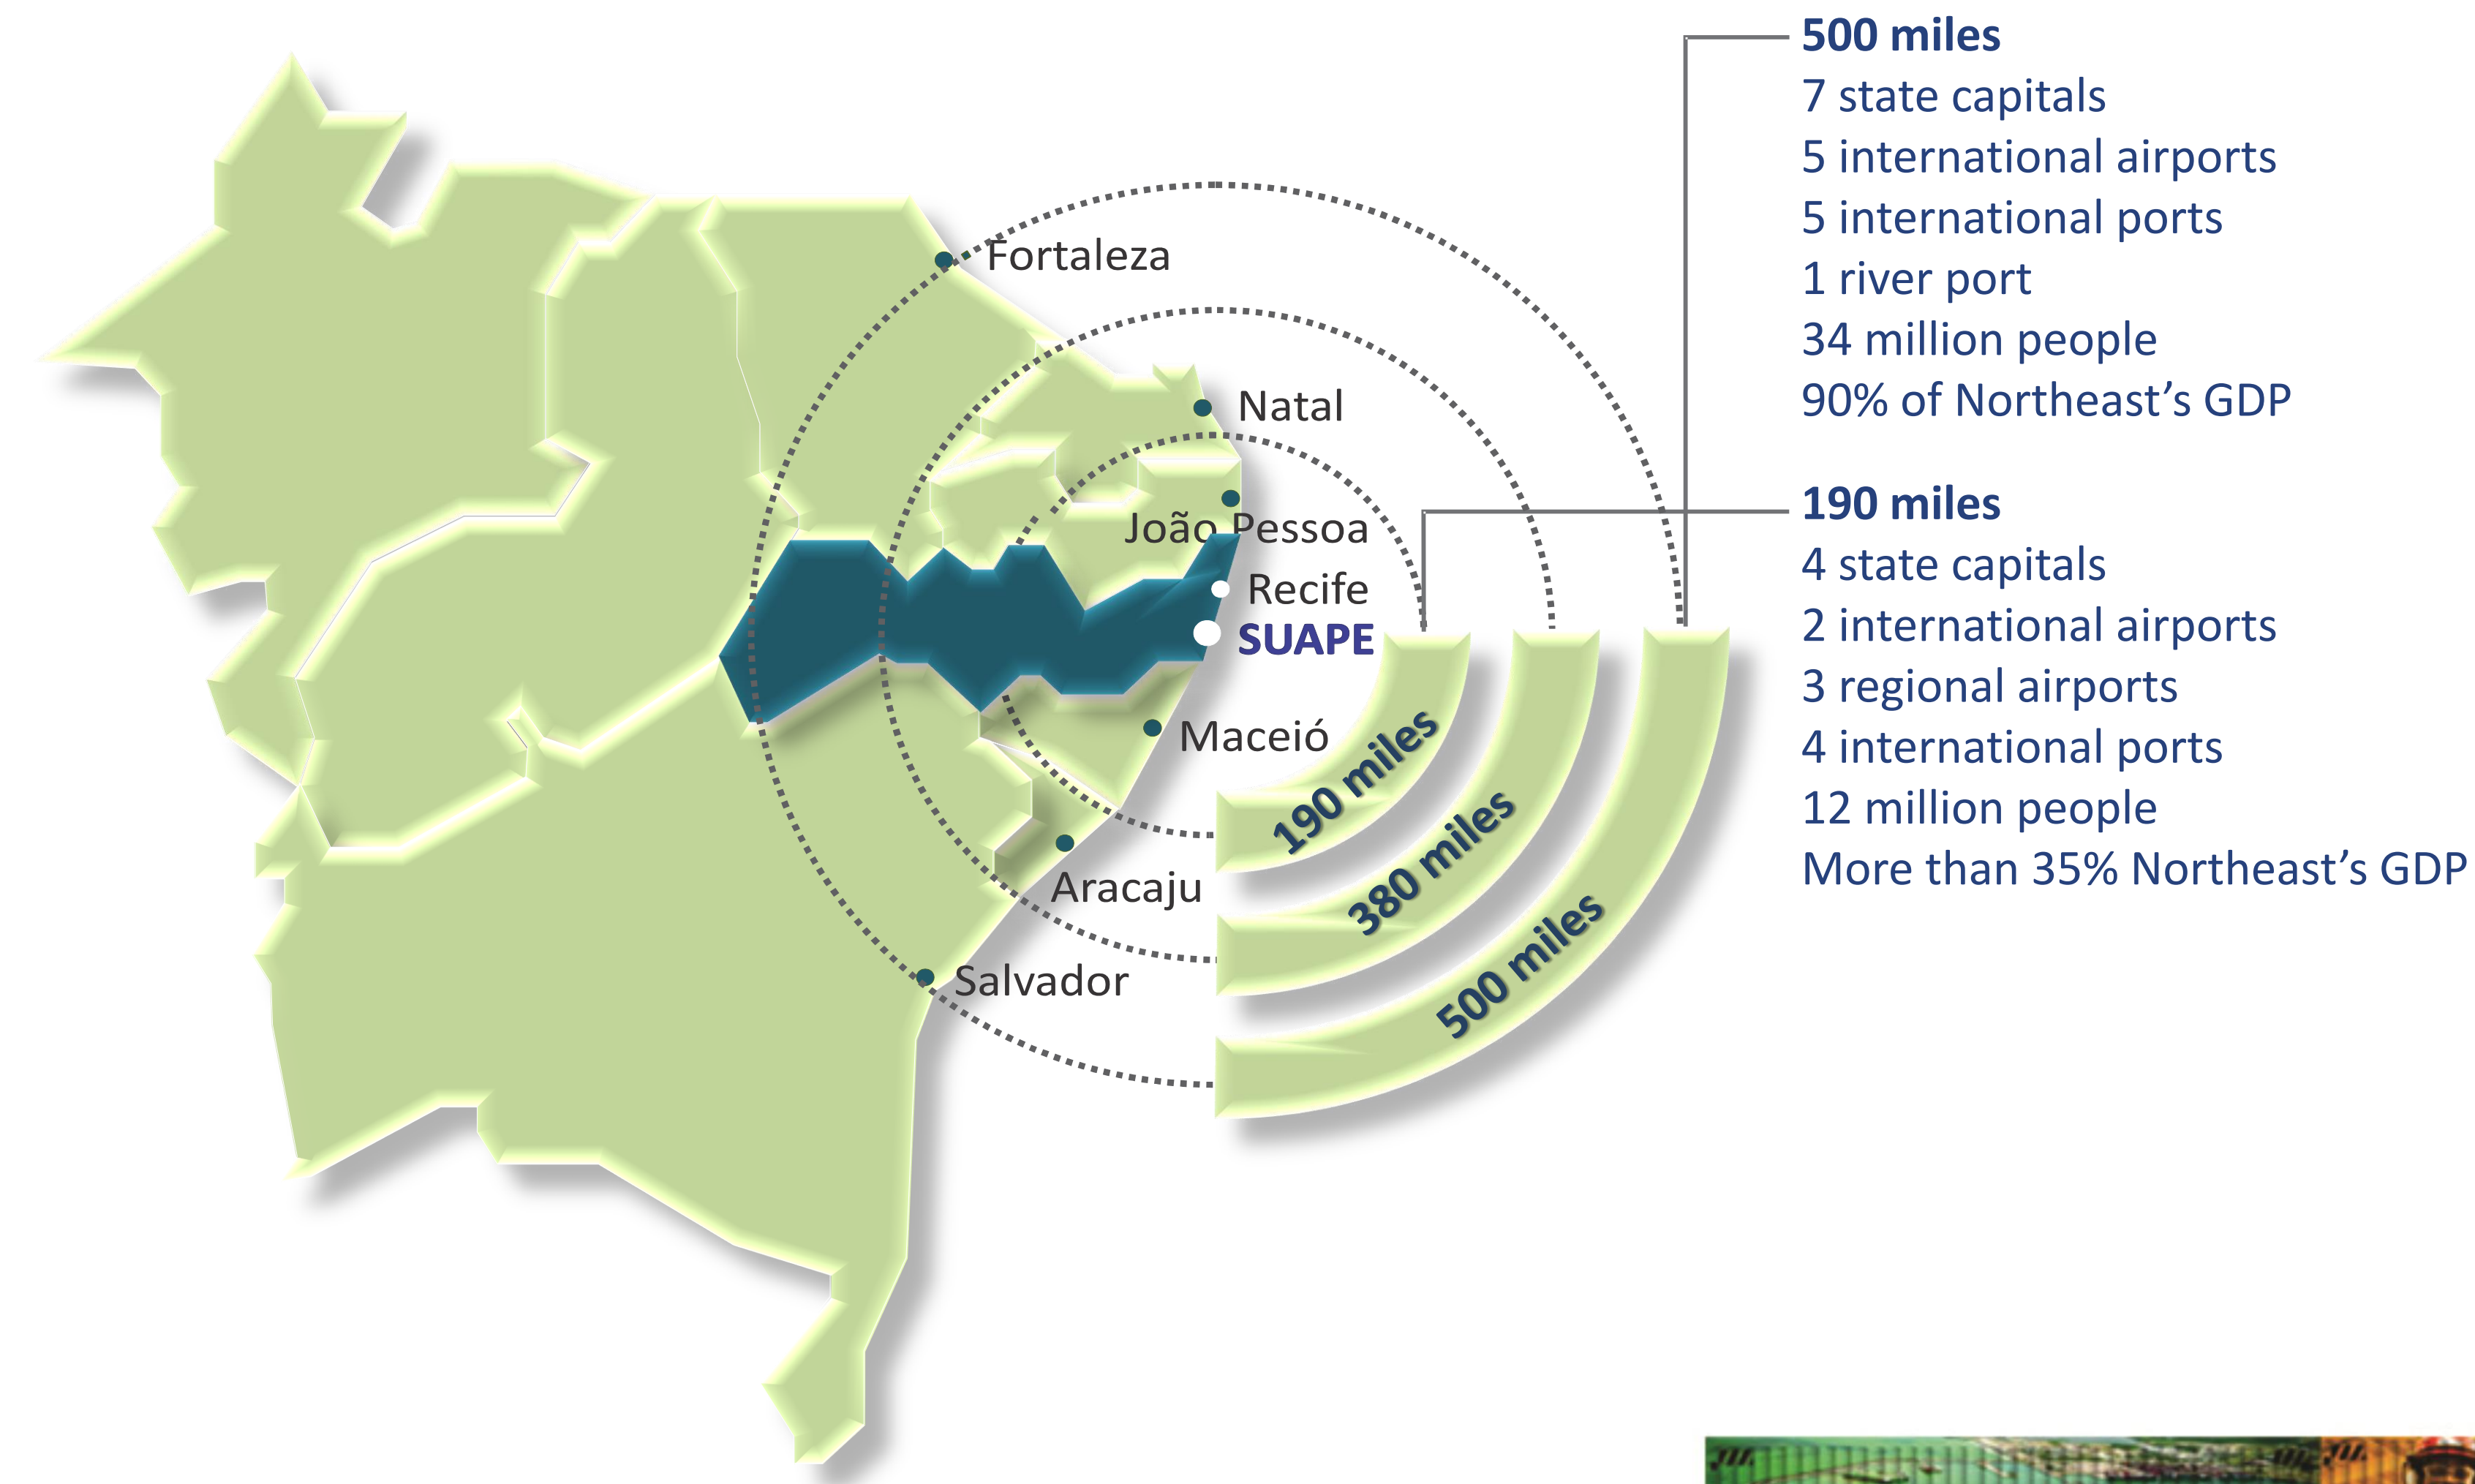 500 miles
7 state capitals
5 international airports
5 international ports
1 river port
34 million people
90% of Northeast’s GDP
190 miles
4 state capitals
2 international airports
3 regional airports
4 international ports
12 million people
More than 35% Northeast’s GDP
Fortaleza
Natal
João Pessoa
Recife
SUAPE
Maceió
Aracaju
Salvador
190 miles
380 miles
500 miles